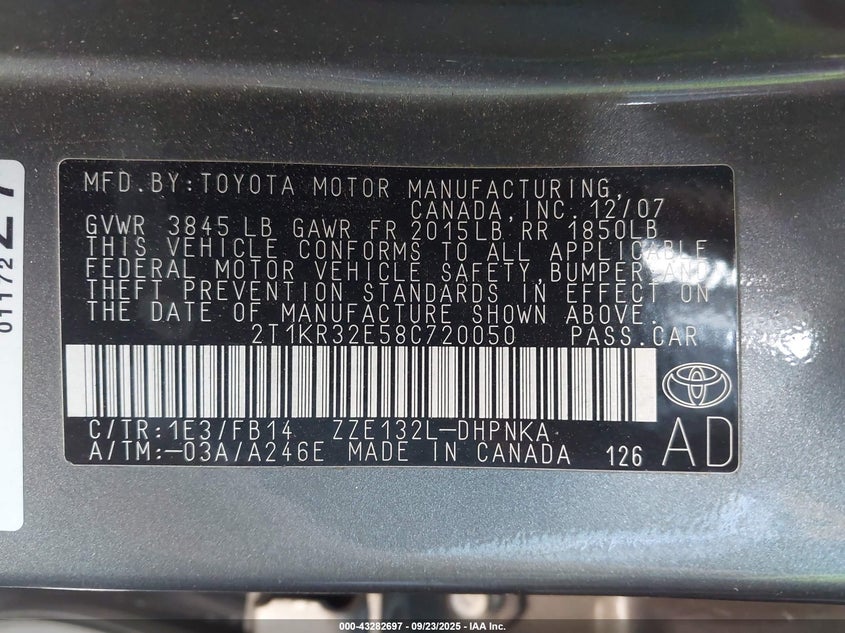 MFD.BY:TOYOTA MOTOR MANUFACTURING,
CANADA,INC.12/07
GVWR 3845 LB GAWR FR 2015LB RR 1850LB
THIS VEHICLE CONFORMS TO ALL APPLICABLE
FEDERAL MOTOR VEHICLE SAFETY,BUMPER AND
THEFT PREVENTION STANDARDS IN EFFECT ON
THE DATE OF MANUFACTURE SHOWN ABOVE.
2T1KR32E58C720050 PASS.CAR
C/TR:1E3/FB14 ZZE132L-DHPNKA
A/TM:-03A/A246E MADE IN CANADA 126 AD
01172
000-43282697 - 09/23/2025 - IAA Inc.